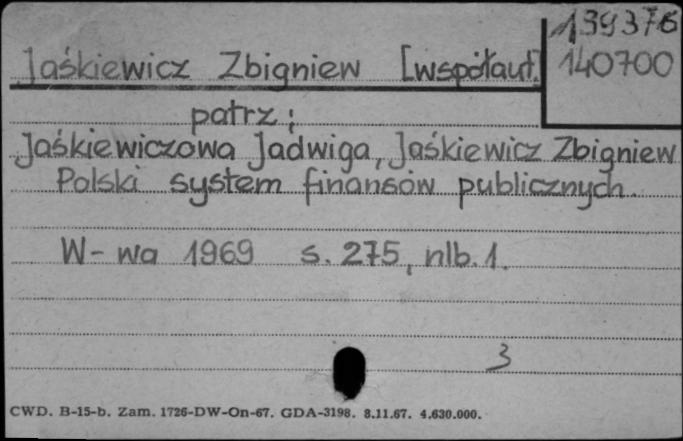 139376
Jaśkiewicz Zbigniew [współaut.]
140700
patrz:
Jaśkiewiczowa Jadwiga, Jaśkiewicz Zbigniew
Polski system finansów publicznych.
W-wa 1969 s. 275, nlb. 1.
3
CWD. B-15-b. Zam. 1726-DW-On-67. GDA-3198. 8.11.67. 4.630.000.